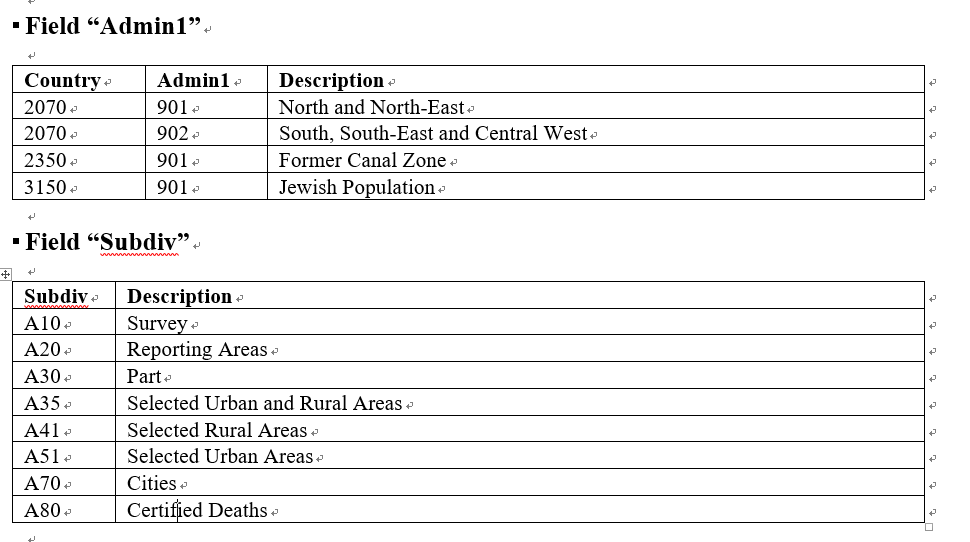 Field “Admin1”
Country Admin1 Description
2070 901 North and North-East
2070 902 South, South-East and Central West
2350 901 Former Canal Zone
3150 901 Jewish Population
Field “Subdiv”
Subdiv Description
A10 Survey
A20 Reporting Areas
A30 Part
A35 Selected Urban and Rural Areas
A41 Selected Rural Areas
A51 Selected Urban Areas
A70 Cities
A80 Certified Deaths